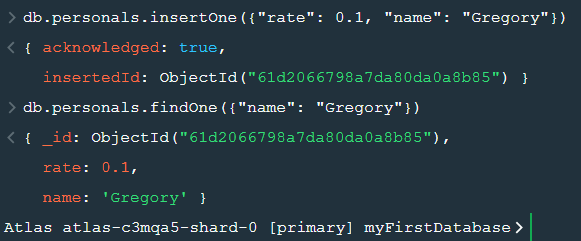 > db.personals.insertOne({"rate": 0.1, "name": "Gregory"})
< { acknowledged: true,
insertedId: ObjectId("61d2066798a7da80da0a8b85") }
> db.personals.findOne({"name": "Gregory"})
< { _id: ObjectId("61d2066798a7da80da0a8b85"),
rate: 0.1,
name: 'Gregory' }
Atlas atlas-c3mqa5-shard-0 [primary] myFirstDatabase>